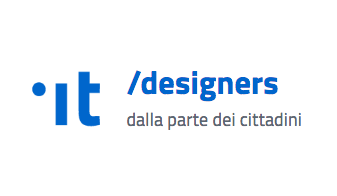 .it /designers
dalla parte dei cittadini